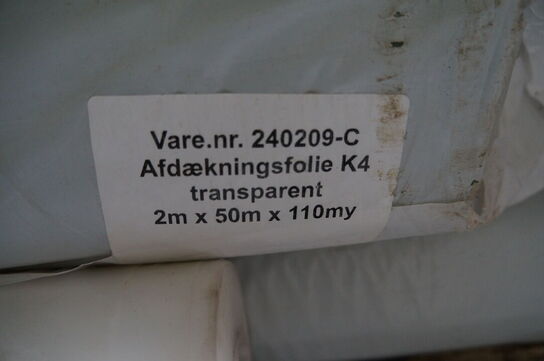 Vare.nr. 240209-C
Afdækningsfolie K4
transparent
2m x 50m x 110my